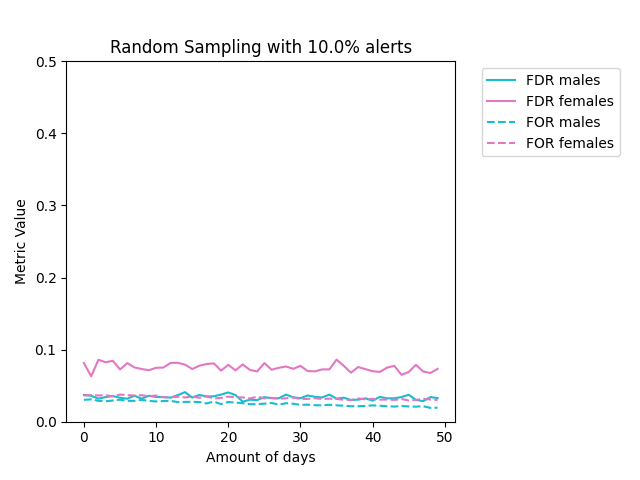 Random Sampling with 10.0% alerts
0.5
0.4
0.3
0.2
0.1
0.0
Metric Value
0
10
20
30
40
50
Amount of days
FDR males
FDR females
FOR males
FOR females